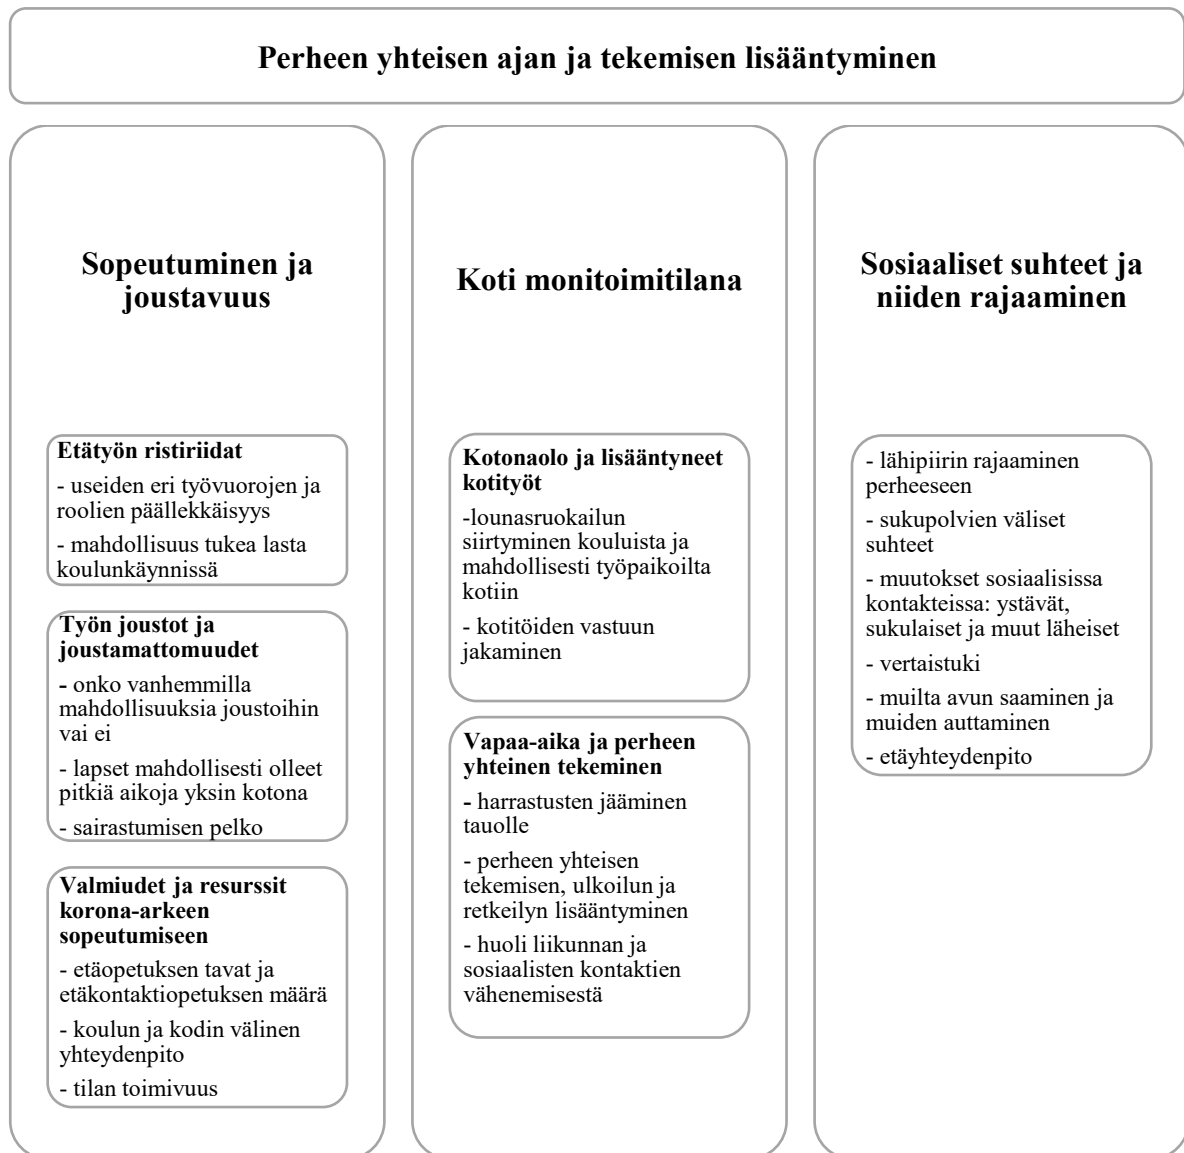 Perheen yhteisen ajan ja tekemisen lisääntyminen
Sopeutuminen ja
joustavuus
Etätyön ristiriidat
- useiden eri työvuorojen ja
roolien päällekkäisyys
- mahdollisuus tukea lasta
koulunkäynnissä
Työn joustot ja
joustamattomuudet
- onko vanhemmilla
mahdollisuuksia joustoihin
vai ei
- lapset mahdollisesti olleet
pitkiä aikoja yksin kotona
- sairastumisen pelko
Valmiudet ja resurssit
korona-arkeen
sopeutumiseen
- etäopetuksen tavat ja
etäkontaktiopetuksen määrä
- koulun ja kodin välinen
yhteydenpito
- tilan toimivuus
Koti monitoimitilana
Kotonaolo ja lisääntyneet
kotityöt
-lounasruokailun
siirtyminen kouluista ja
mahdollisesti työpaikoilta
kotiin
- kotitöiden vastuun
jakaminen
Vapaa-aika ja perheen
yhteinen tekeminen
- harrastusten jääminen
tauolle
- perheen yhteisen
tekemisen, ulkoilun ja
retkeilyn lisääntyminen
- huoli liikunnan ja
sosiaalisten kontaktien
vähenemisestä
Sosiaaliset suhteet ja
niiden rajaaminen
- lähipiirin rajaaminen
perheeseen
- sukupolvien väliset
suhteet
- muutokset sosiaalisissa
kontakteissa: ystävät,
sukulaiset ja muut läheiset
- vertaistuki
- muilta avun saaminen ja
muiden auttaminen
- etäyhteydenpito